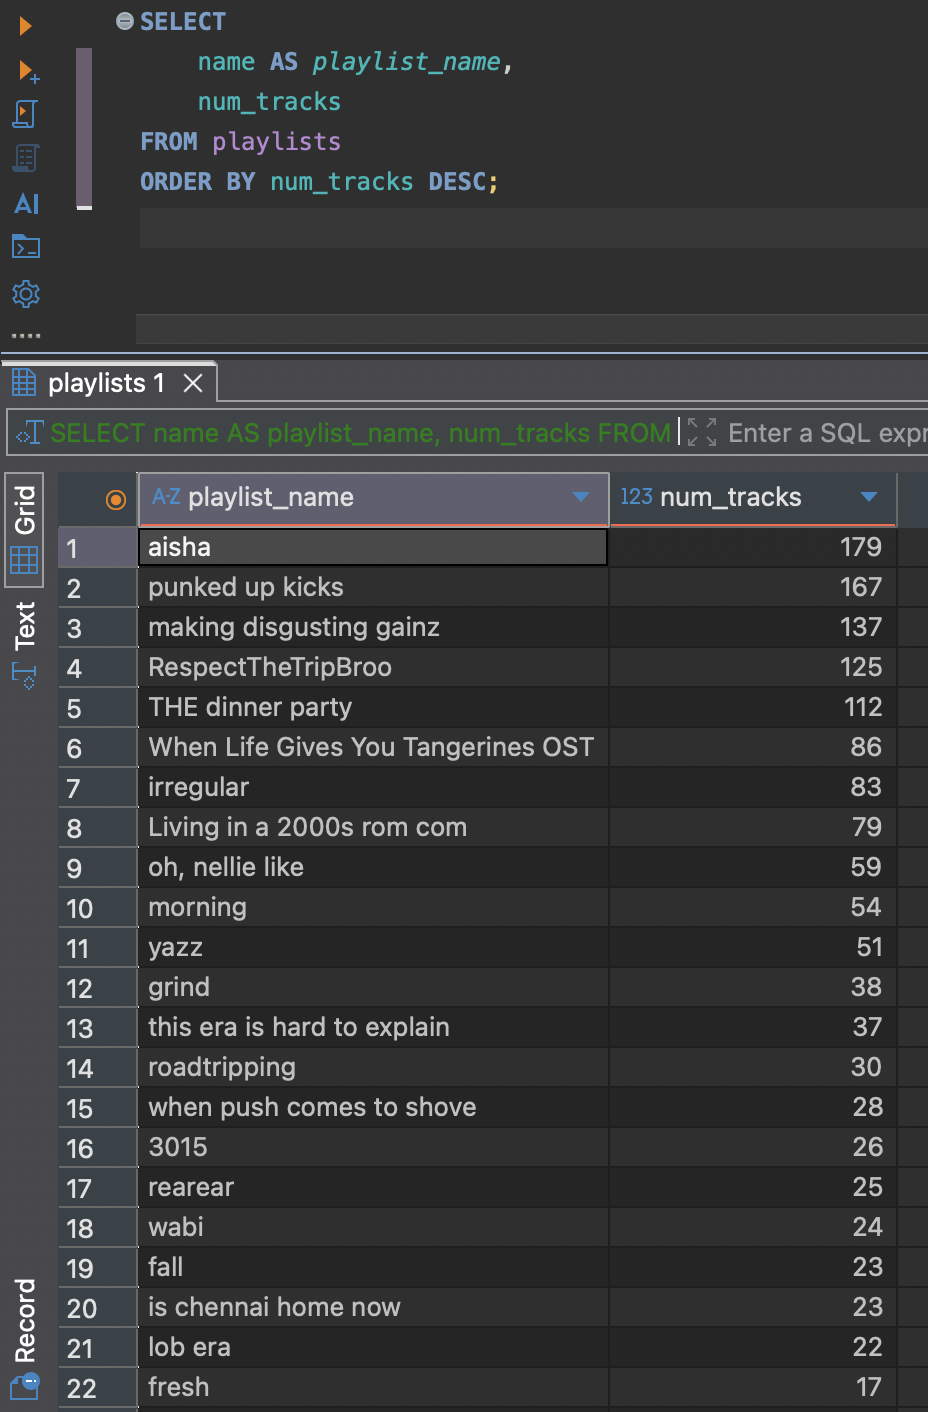 SELECT
name AS playlist_name,
num_tracks
FROM playlists
ORDER BY num_tracks DESC;
AI
playlists 1
SELECT name AS playlist_name, num_tracks FROM
Enter a SQL expr
Grid
Text
Record
A-Z playlist_name 123 num_tracks
1 aisha 179
2 punked up kicks 167
3 making disgusting gainz 137
4 RespectTheTripBroo 125
5 THE dinner party 112
6 When Life Gives You Tangerines OST 86
7 irregular 83
8 Living in a 2000s rom com 79
9 oh, nellie like 59
10 morning 54
11 yazz 51
12 grind 38
13 this era is hard to explain 37
14 roadtripping 30
15 when push comes to shove 28
16 3015 26
17 rearear 25
18 wabi 24
19 fall 23
20 is chennai home now 23
21 lob era 22
22 fresh 17